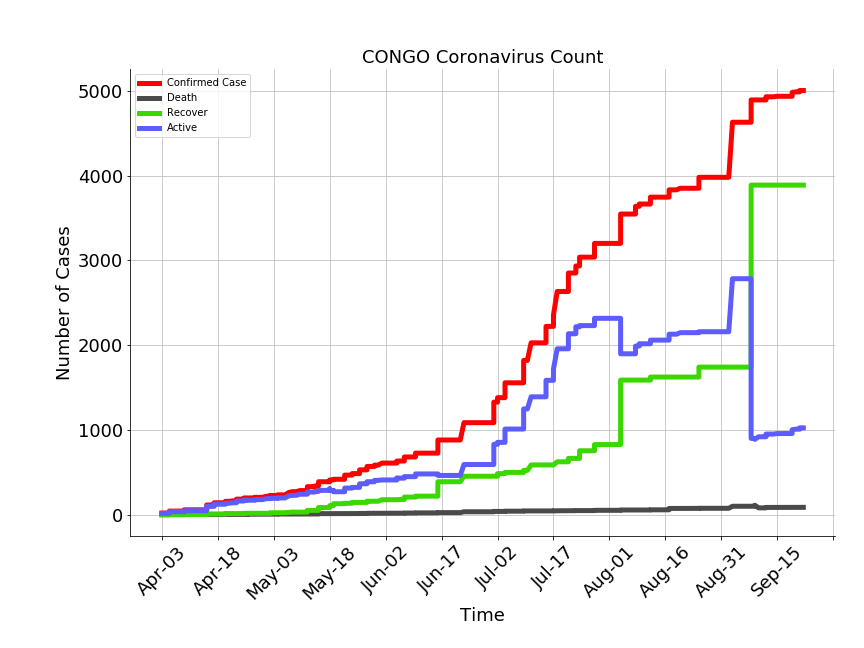 CONGO Coronavirus Count
Confirmed Case
Death
Recover
Active
5000
4000
3000
2000
1000
0
Number of Cases
Apr-03
Apr-18
May-03
May-18
Jun-02
Jun-17
Jul-02
Jul-17
Aug-01
Aug-16
Aug-31
Sep-15
Time